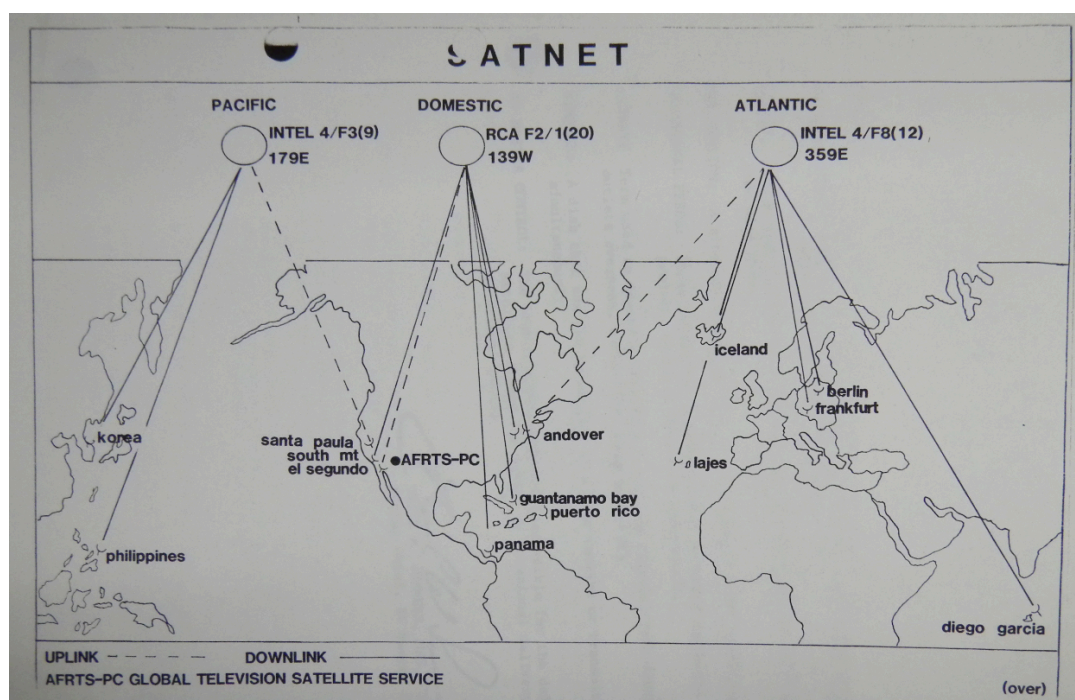 SATNET
PACIFIC
INTEL 4/F3(9)
179E
DOMESTIC
RCA F2/1(20)
139W
ATLANTIC
INTEL 4/F8(12)
359E
iceland
berlin
frankfurt
korea
santa paula
south mt
el segundo
AFRTS-PC
andover
lajes
guantanamo bay
puerto rico
panama
philippines
diego garcia
UPLINK DOWNLINK
AFRTS-PC GLOBAL TELEVISION SATELLITE SERVICE
(over)